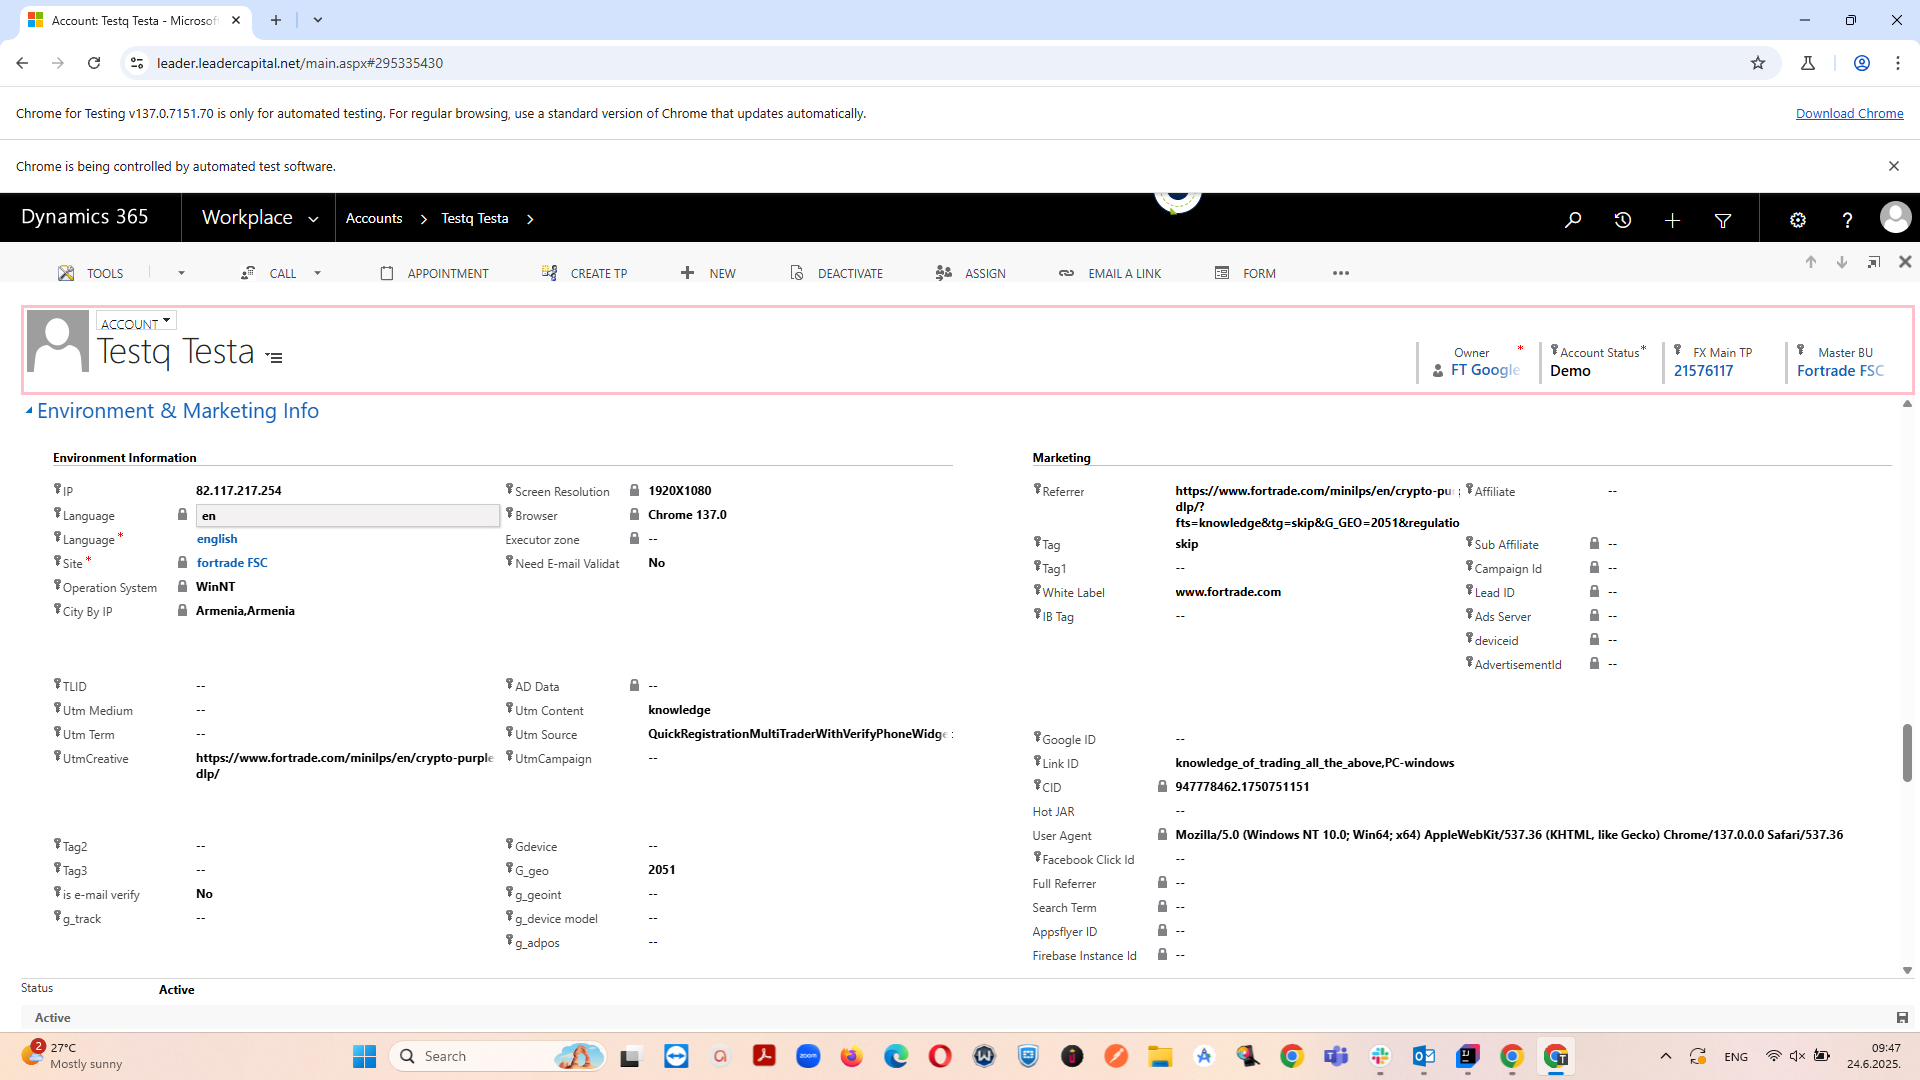 Account: Testq Testa - Microsof
leader.leadercapital.net/main.aspx#295335430
Chrome for Testing v137.0.7151.70 is only for automated testing. For regular browsing, use a standard version of Chrome that updates automatically.
Download Chrome
Chrome is being controlled by automated test software.
Dynamics 365
Workplace
Accounts
Testq Testa
TOOLS
CALL
APPOINTMENT
CREATE TP
NEW
DEACTIVATE
ASSIGN
EMAIL A LINK
FORM
ACCOUNT
Testq Testa
Owner *
FT Google
Account Status *
Demo
FX Main TP
21576117
Master BU
Fortrade FSC
Environment & Marketing Info
Environment Information
IP 82.117.217.254
Language en
Language * english
Site * fortrade FSC
Operation System WinNT
City By IP Armenia,Armenia
Screen Resolution 1920X1080
Browser Chrome 137.0
Executor zone --
Need E-mail Validat No
TLID --
Utm Medium --
Utm Term --
UtmCreative https://www.fortrade.com/minilps/en/crypto-purple
dlp/
AD Data --
Utm Content knowledge
Utm Source QuickRegistrationMultiTraderWithVerifyPhoneWidge
UtmCampaign --
Tag2 --
Tag3 --
is e-mail verify No
g_track --
Gdevice --
G_geo 2051
g_geoint --
g_device model --
g_adpos --
Marketing
Referrer https://www.fortrade.com/minilps/en/crypto-pu
dlp/?
fts=knowledge&tg=skip&G_GEO=2051&regulatio
Tag skip
Tag1 --
White Label www.fortrade.com
IB Tag --
Affiliate --
Sub Affiliate --
Campaign Id --
Lead ID --
Ads Server --
deviceid --
AdvertisementId --
Google ID --
Link ID knowledge_of_trading_all_the_above,PC-windows
CID 947778462.1750751151
Hot JAR --
User Agent Mozilla/5.0 (Windows NT 10.0; Win64; x64) AppleWebKit/537.36 (KHTML, like Gecko) Chrome/137.0.0.0 Safari/537.36
Facebook Click Id --
Full Referrer --
Search Term --
Appsflyer ID --
Firebase Instance Id --
Status Active
Active
2
27°C
Mostly sunny
Search
zoom
ENG
09:47
24.6.2025.